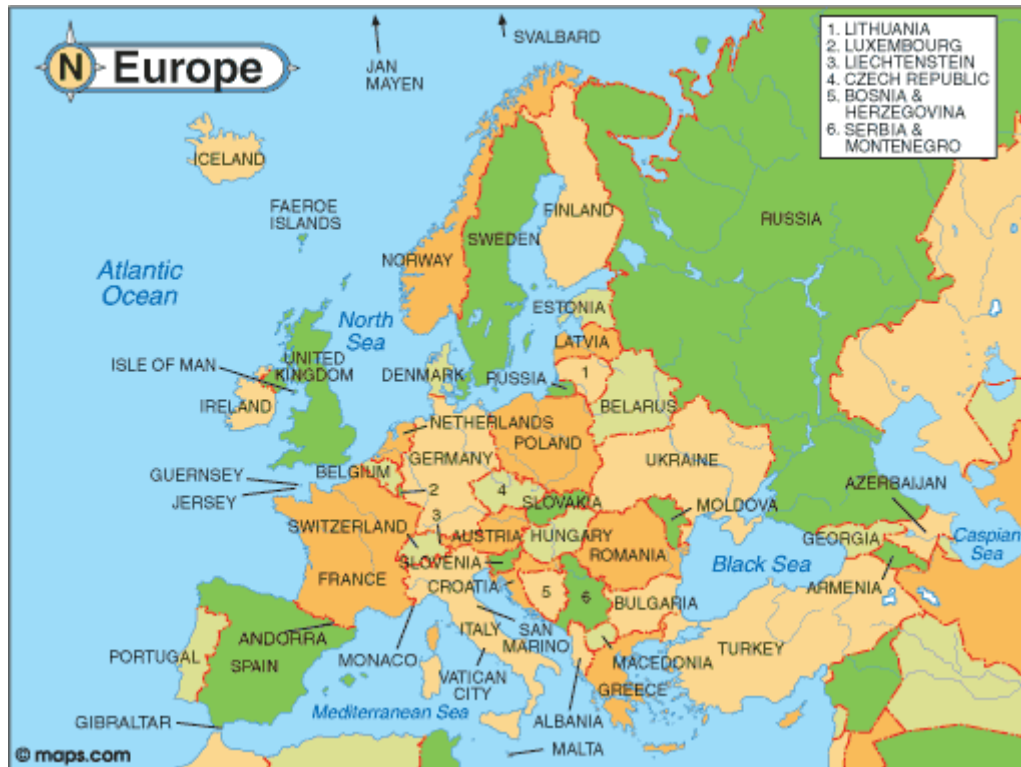 N Europe
JAN
MAYEN
SVALBARD
1. LITHUANIA
2. LUXEMBOURG
3. LIECHTENSTEIN
4. CZECH REPUBLIC
5. BOSNIA &
HERZEGOVINA
6. SERBIA &
MONTENEGRO
ICELAND
FAEROE
ISLANDS
FINLAND
RUSSIA
SWEDEN
NORWAY
Atlantic
Ocean
North
Sea
ESTONIA
LATVIA
ISLE OF MAN
UNITED
KINGDOM
DENMARK
RUSSIA
1
BELARUS
IRELAND
NETHERLANDS
POLAND
BELGIUM
GERMANY
UKRAINE
GUERNSEY
JERSEY
2
4
SLOVAKIA
MOLDOVA
AZERBAIJAN
3
SWITZERLAND
AUSTRIA
HUNGARY
ROMANIA
GEORGIA
Caspian
Sea
SLOVENIA
Black Sea
FRANCE
CROATIA
5
6
BULGARIA
ARMENIA
ANDORRA
ITALY
SAN
MARINO
TURKEY
PORTUGAL
SPAIN
MONACO
VATICAN
CITY
MACEDONIA
GREECE
GIBRALTAR
Mediterranean Sea
ALBANIA
MALTA
© maps.com